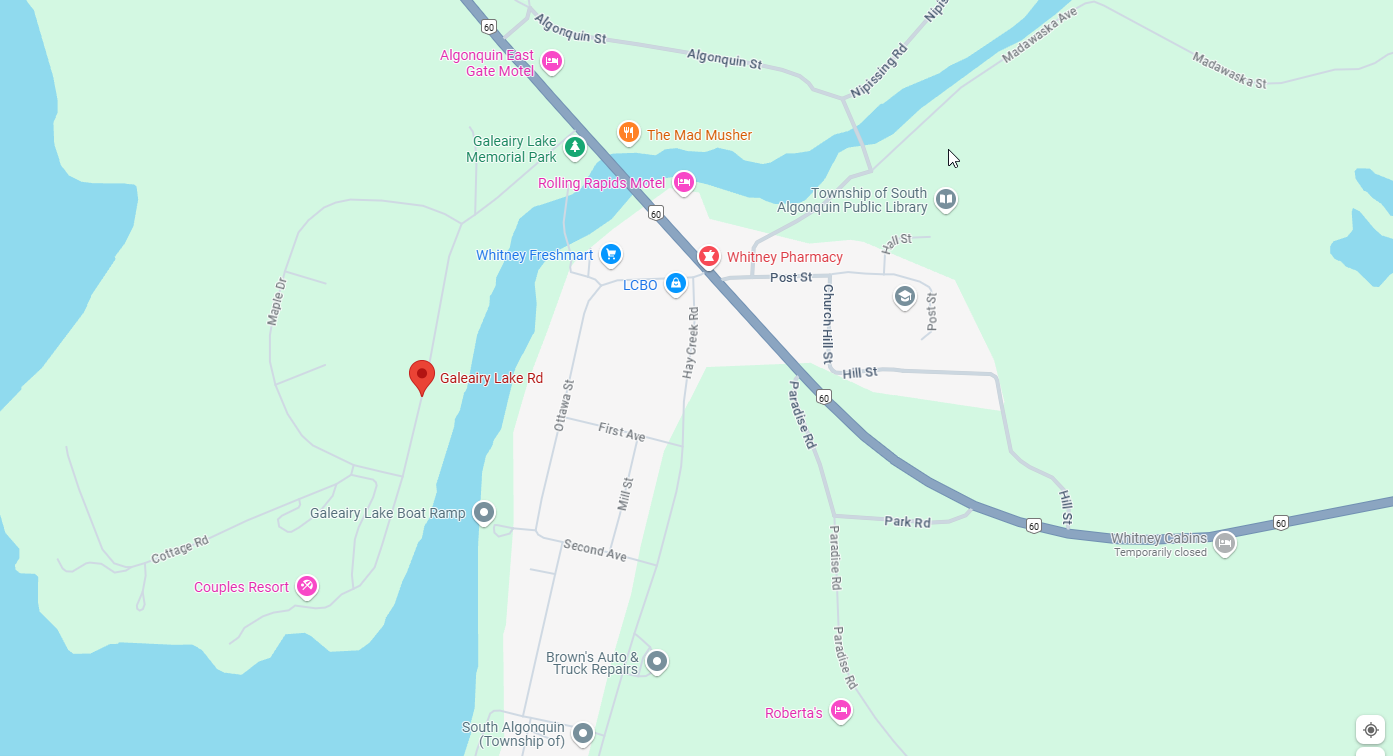 60
Algonquin St
Nipis
Madawaska Ave
Algonquin East
Gate Motel
Algonquin St
Nipissing Rd
Madawaska St
Galeairy Lake
Memorial Park
The Mad Musher
Rolling Rapids Motel
Township of South
Algonquin Public Library
60
Hall St
Whitney Freshmart
Whitney Pharmacy
LCBO
Post St
Maple Dr
Church Hill St
Post St
Hay Creek Rd
Galeairy Lake Rd
Hill St
60
Ottawa St
Paradise Rd
First Ave
Mill St
Galeairy Lake Boat Ramp
Hill St
Park Rd
60
60
Cottage Rd
Second Ave
Whitney Cabins
Temporarily closed
Paradise Rd
Couples Resort
Brown's Auto &
Truck Repairs
Paradise Rd
Roberta's
South Algonquin
(Township of)